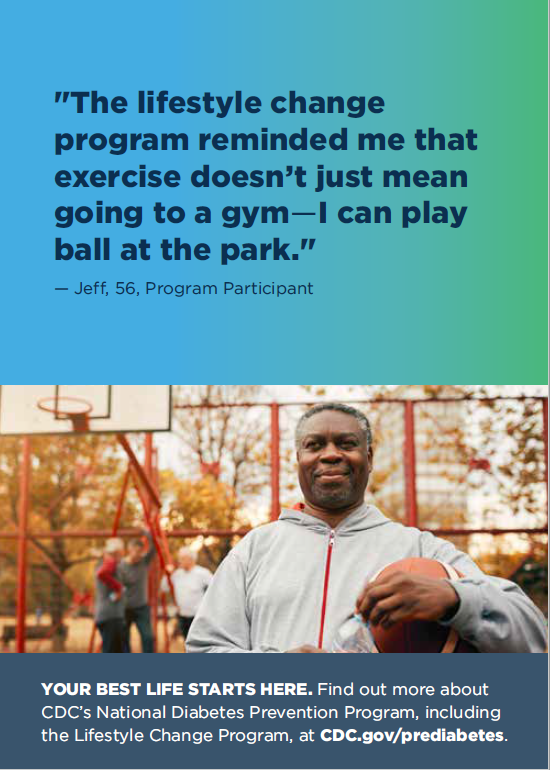 "The lifestyle change
program reminded me that
exercise doesn’t just mean
going to a gym—I can play
ball at the park."
— Jeff, 56, Program Participant
YOUR BEST LIFE STARTS HERE. Find out more about
CDC’s National Diabetes Prevention Program, including
the Lifestyle Change Program, at CDC.gov/prediabetes.